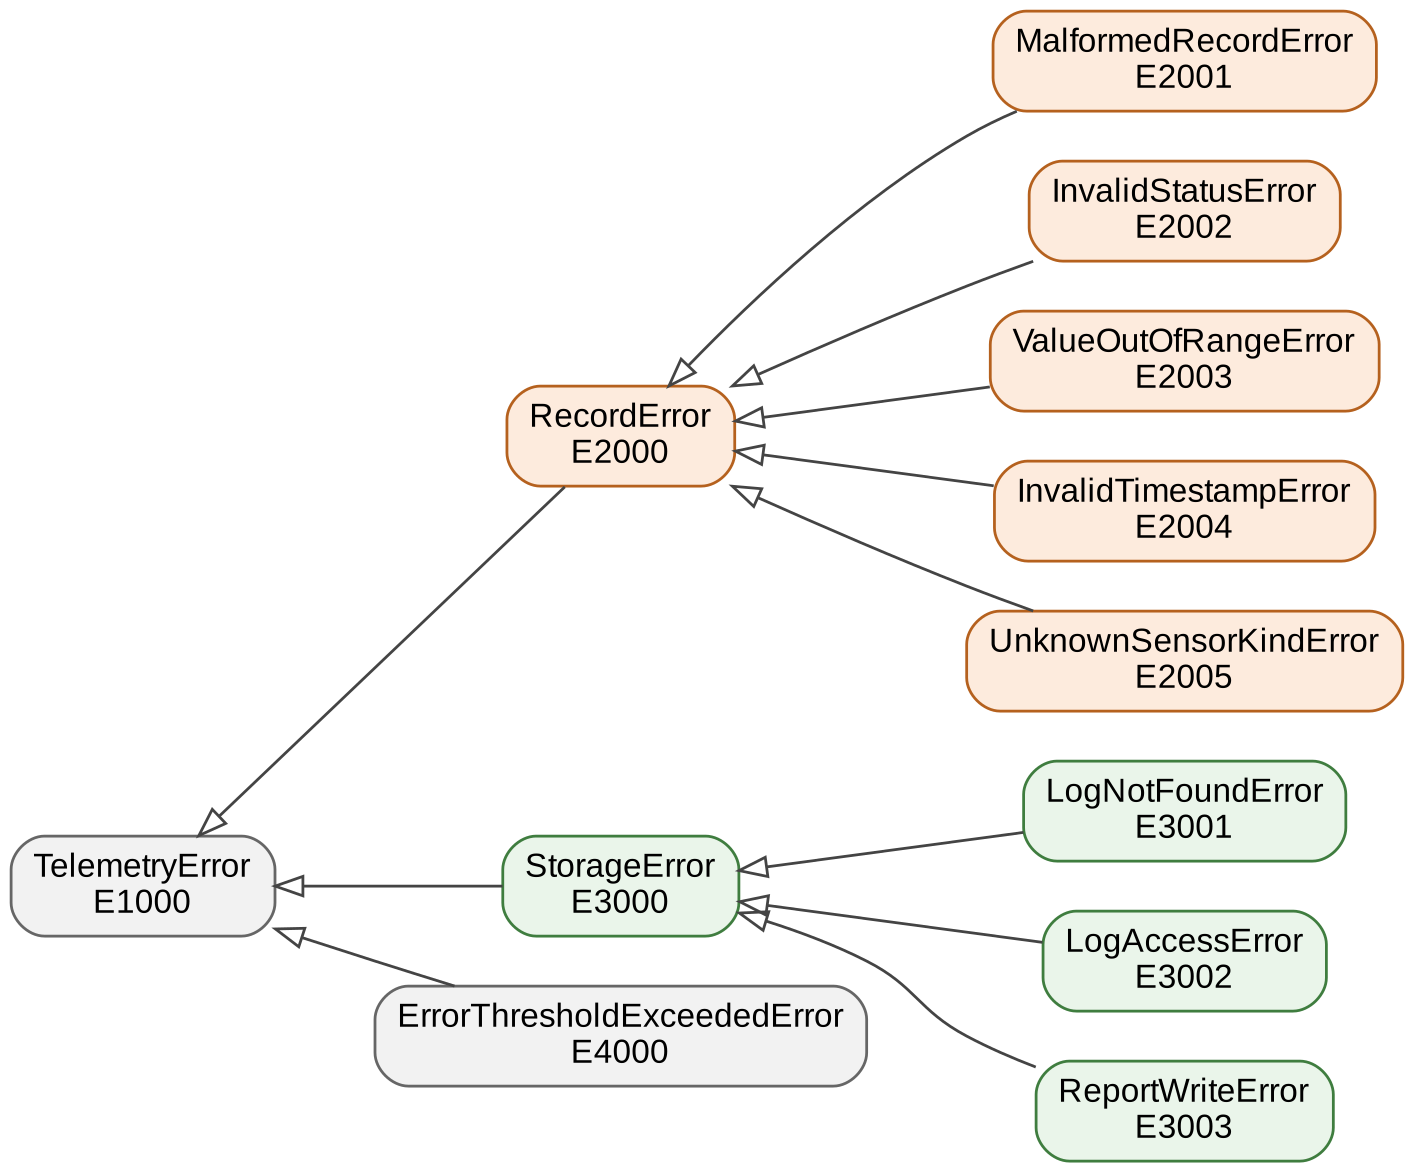 MalformedRecordError
E2001
InvalidStatusError
E2002
ValueOutOfRangeError
E2003
RecordError
E2000
InvalidTimestampError
E2004
UnknownSensorKindError
E2005
LogNotFoundError
E3001
TelemetryError
E1000
StorageError
E3000
LogAccessError
E3002
ErrorThresholdExceededError
E4000
ReportWriteError
E3003